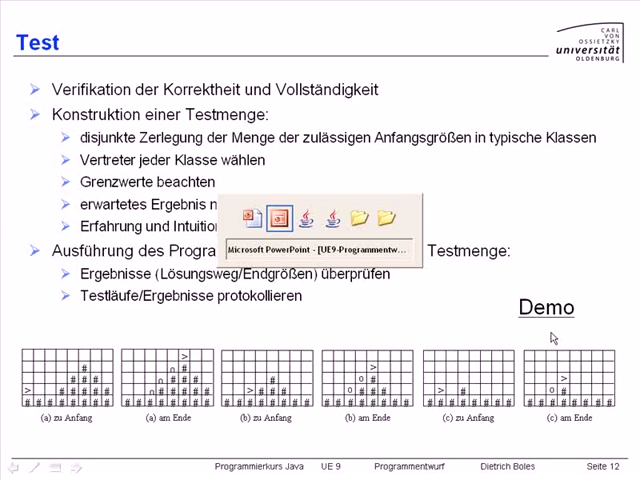 Test
CARL
VON
OSSIETZKY
universität
OLDENBURG
Verifikation der Korrektheit und Vollständigkeit
Konstruktion einer Testmenge:
disjunkte Zerlegung der Menge der zulässigen Anfangsgrößen in typische Klassen
Vertreter jeder Klasse wählen
Grenzwerte beachten
erwartetes Ergebnis
Erfahrung und Intuition
Microsoft PowerPoint - [UE9-Programmentw...
Ausführung des Progra Testmenge:
Ergebnisse (Lösungsweg/Endgrößen) überprüfen
Testläufe/Ergebnisse protokollieren
Demo
(a) zu Anfang (a) am Ende (b) zu Anfang (b) am Ende (c) zu Anfang (c) am Ende
Programmierkurs Java UE 9 Programmentwurf Dietrich Boles Seite 12